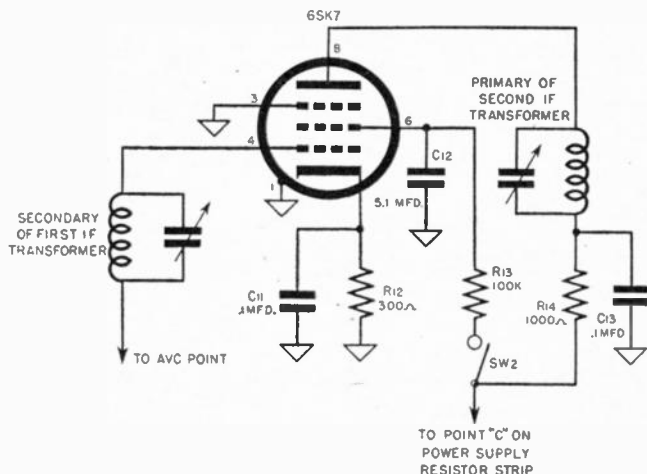 6SK7
8
3
6
4
1
PRIMARY OF
SECOND IF
TRANSFORMER
C12
5.1 MFD.
SECONDARY
OF FIRST IF
TRANSFORMER
C11
.1MFD.
R12
300Ω
R13
100K
R14
1000Ω
C13
.1MFD
SW2
TO AVC POINT
TO POINT "C" ON
POWER SUPPLY
RESISTOR STRIP